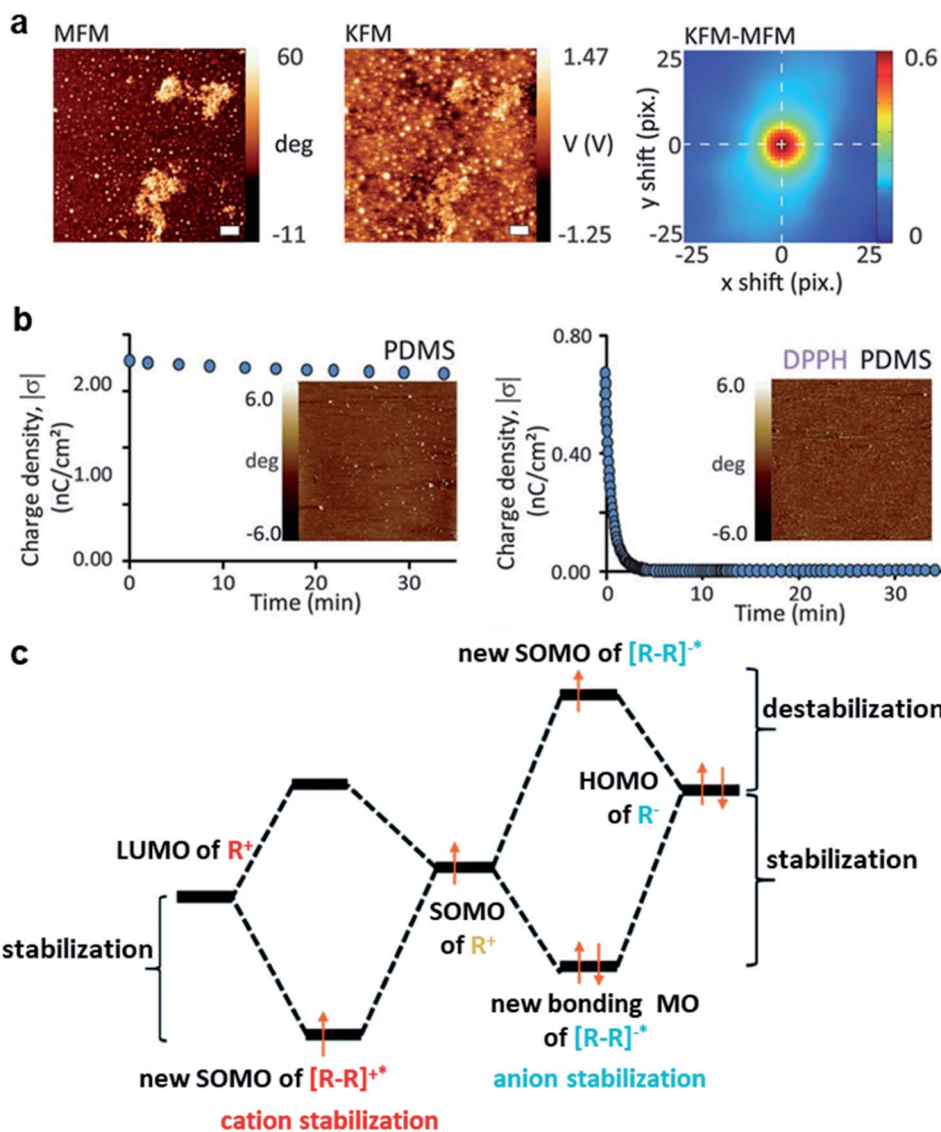 a
MFM
60
deg
-11
KFM
1.47
V (V)
-1.25
KFM-MFM
0.6
0
25
0
-25
y shift (pix.)
-25
0
25
x shift (pix.)
b
PDMS
Charge density, |σ|
(nC/cm²)
2.00
1.00
0.00
0
10
20
30
Time (min)
6.0
deg
-6.0
DPPH PDMS
Charge density, |σ|
(nC/cm²)
0.80
0.40
0.00
0
10
20
30
Time (min)
6.0
deg
-6.0
c
new SOMO of [R-R]-*
destabilization
HOMO
of R-
LUMO of R+
stabilization
SOMO
of R+
stabilization
new bonding MO
of [R-R]-*
new SOMO of [R-R]+*
anion stabilization
cation stabilization